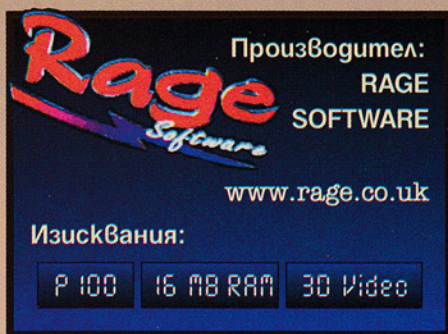 Rage
Software
Производител:
RAGE
SOFTWARE
www.rage.co.uk
Изисквания:
P 100 16 MB RAM 3D Video